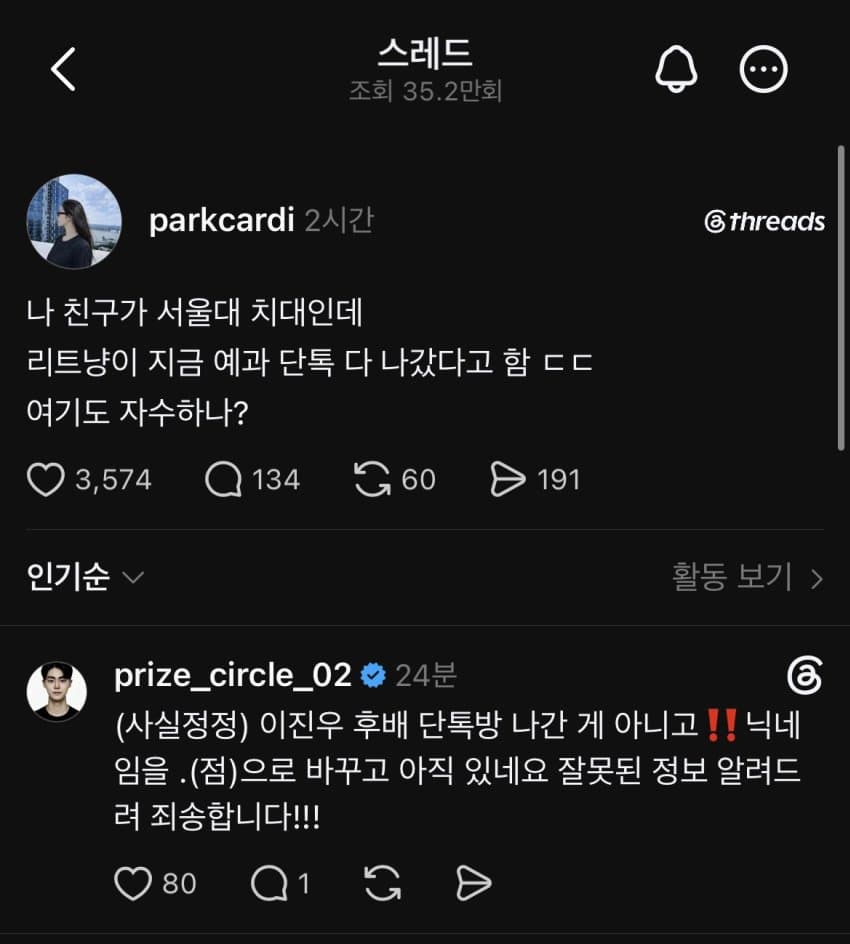 스레드
조회 35.2만회
parkcardi 2시간
threads
나 친구가 서울대 치대인데
리트냥이 지금 예과 단톡 다 나갔다고 함 ㄷㄷ
여기도 자수하나?
3,574 134 60 191
인기순 활동 보기
prize_circle_02 24분
(사실정정) 이진우 후배 단톡방 나간 게 아니고‼️닉네
임을 .(점)으로 바꾸고 아직 있네요 잘못된 정보 알려드
려 죄송합니다!!!
80 1